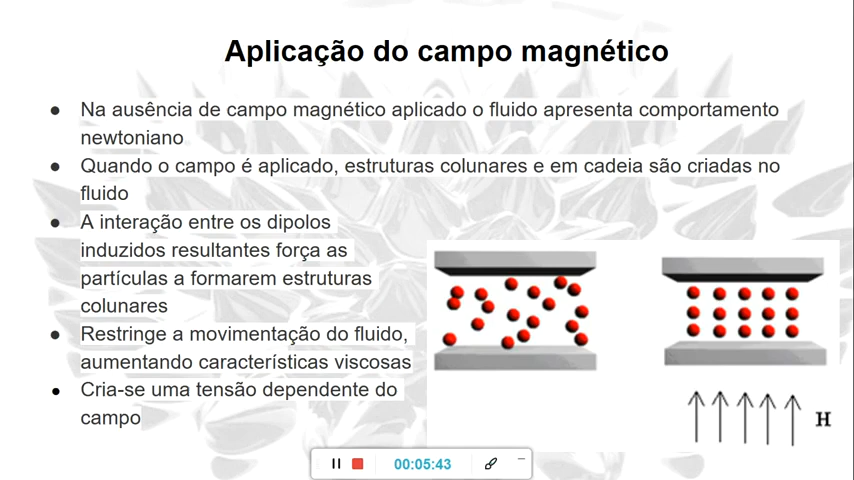 Aplicação do campo magnético
● Na ausência de campo magnético aplicado o fluido apresenta comportamento
newtoniano
● Quando o campo é aplicado, estruturas colunares e em cadeia são criadas no
fluido
● A interação entre os dipolos
induzidos resultantes força as
partículas a formarem estruturas
colunares
● Restringe a movimentação do fluido,
aumentando características viscosas
● Cria-se uma tensão dependente do
campo
H
00:05:43